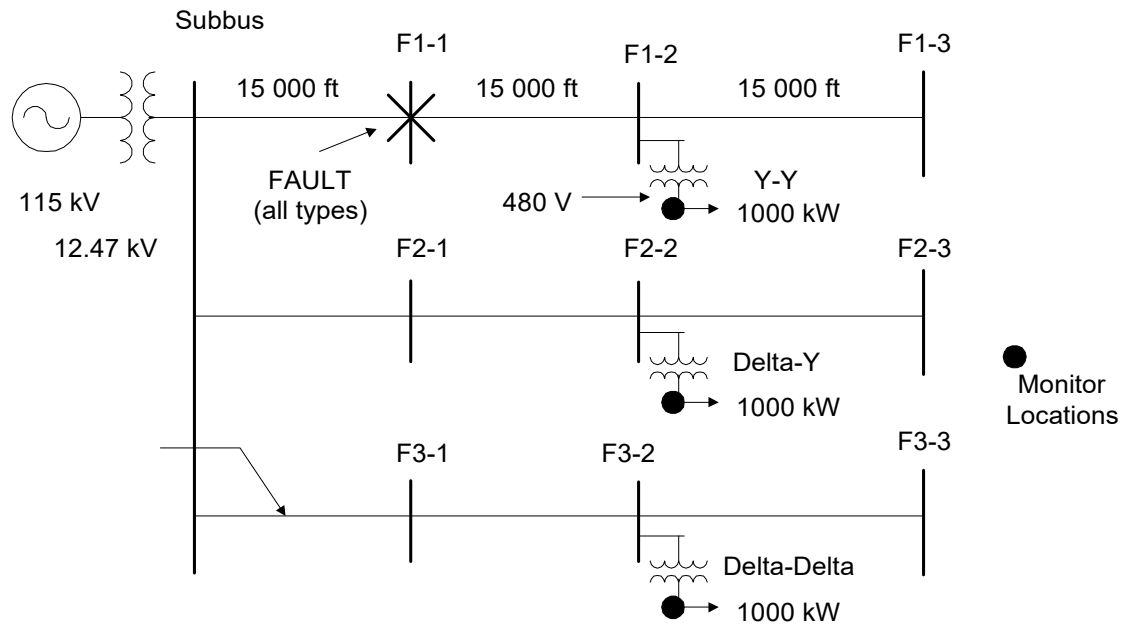 Subbus
F1-1
F1-2
F1-3
15 000 ft
15 000 ft
15 000 ft
FAULT
(all types)
480 V
Y-Y
1000 kW
115 kV
12.47 kV
F2-1
F2-2
F2-3
Delta-Y
1000 kW
Monitor
Locations
F3-1
F3-2
F3-3
Delta-Delta
1000 kW